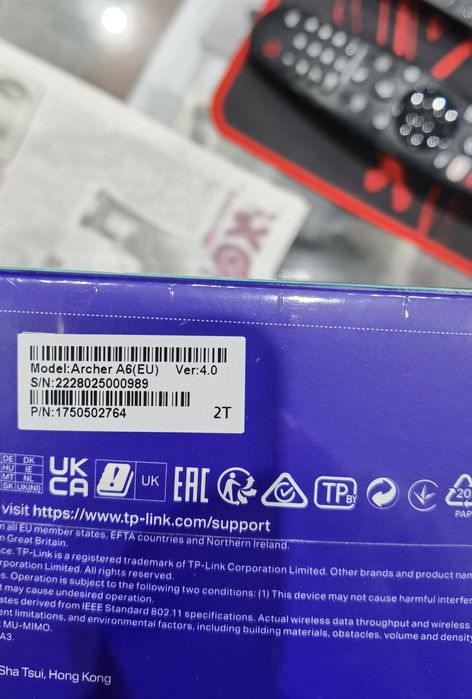 Model:Archer A6(EU) Ver:4.0
S/N:2228025000989
P/N:1750502764 2T
DE DK
HU IE
MT NL
SK UK(NI)
UK CA
UK
EAC
TP BY
20
PAP
visit https://www.tp-link.com/support
in all EU member states, EFTA countries and Northern Ireland.
n Great Britain.
ce. TP-Link is a registered trademark of TP-Link Corporation Limited. Other brands and product nam
rporation Limited. All rights reserved.
s. Operation is subject to the following two conditions: (1) This device may not cause harmful interfer
t may cause undesired operation.
ates derived from IEEE Standard 802.11 specifications. Actual wireless data throughput and wireless
ent limitations, and environmental factors, including building materials, obstacles, volume and density
t MU-MIMO.
A3.
Sha Tsui, Hong Kong